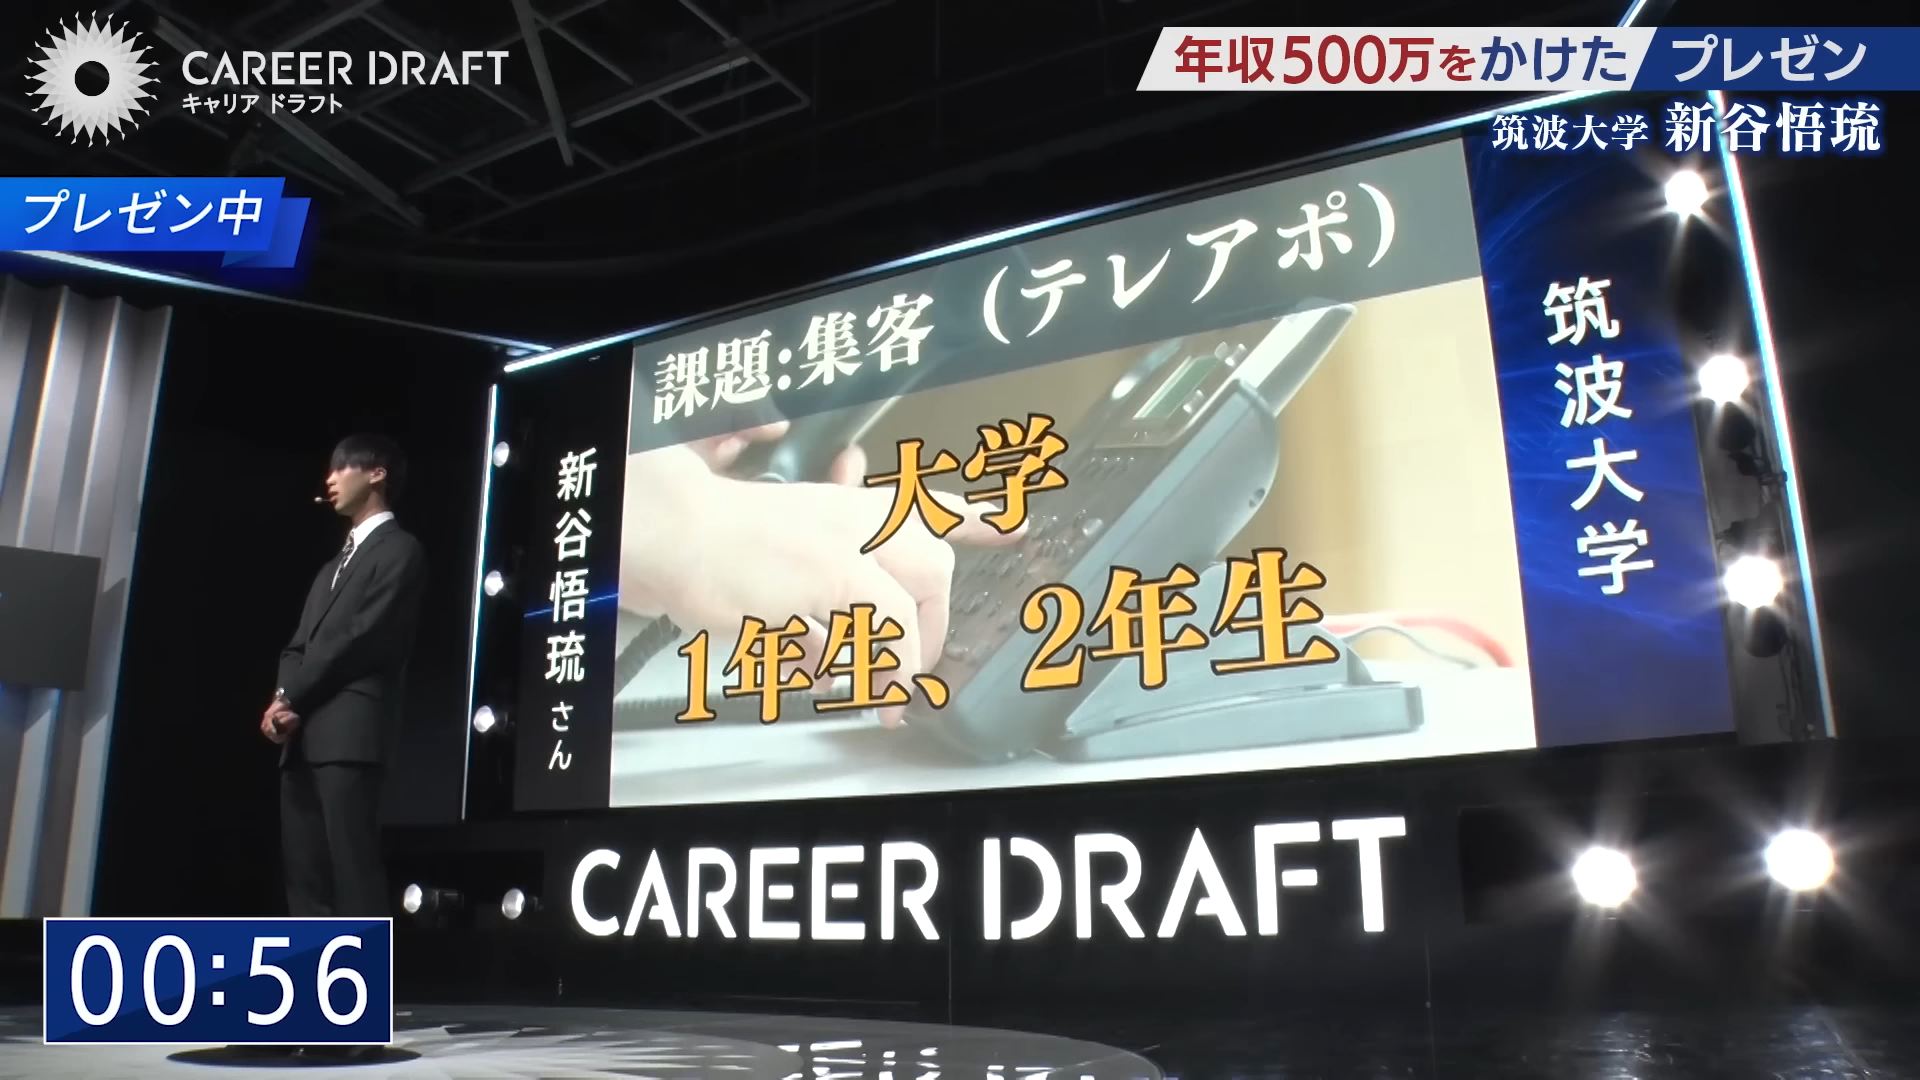 CAREER DRAFT
キャリア ドラフト
年収500万をかけた プレゼン
筑波大学 新谷悟琉
プレゼン中
課題:集客（テレアポ）
大学
1年生、2年生
新谷悟琉 さん
筑波大学
CAREER DRAFT
00:56